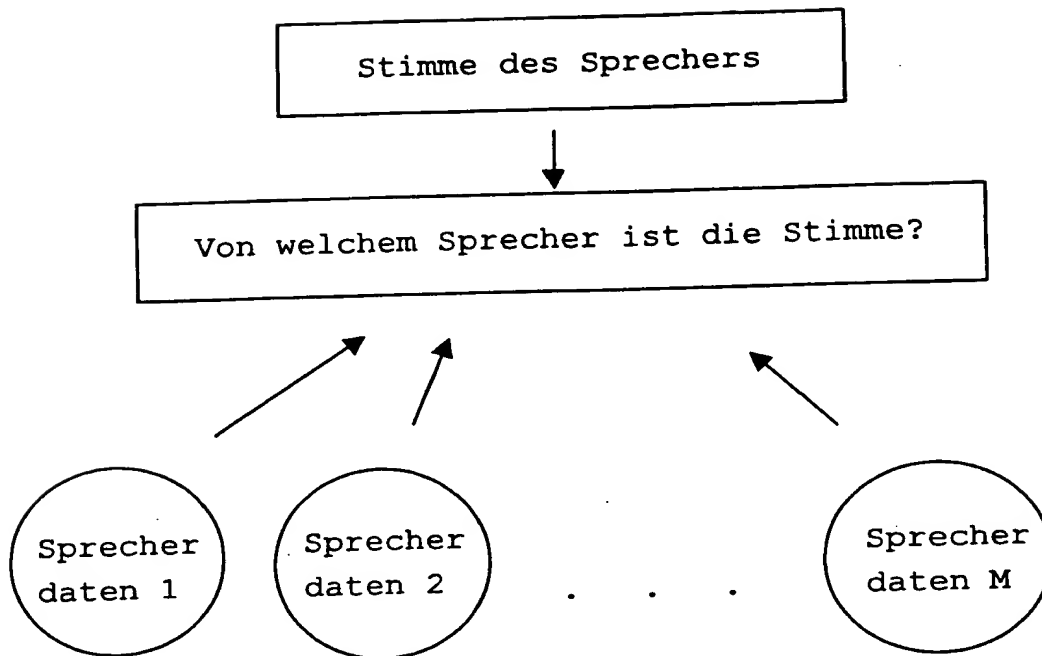 Stimme des Sprechers
Von welchem Sprecher ist die Stimme?
Sprecher
daten 1
Sprecher
daten 2
. . .
Sprecher
daten M